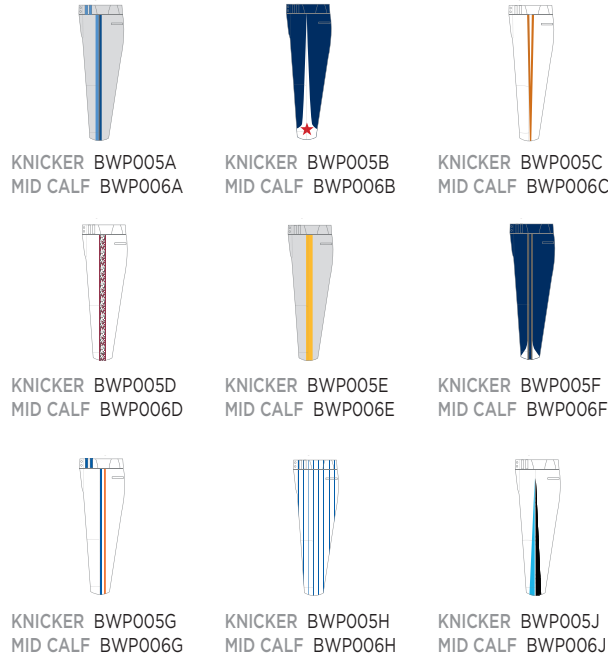 KNICKER BWP005A
MID CALF BWP006A
KNICKER BWP005B
MID CALF BWP006B
KNICKER BWP005C
MID CALF BWP006C
KNICKER BWP005D
MID CALF BWP006D
KNICKER BWP005E
MID CALF BWP006E
KNICKER BWP005F
MID CALF BWP006F
KNICKER BWP005G
MID CALF BWP006G
KNICKER BWP005H
MID CALF BWP006H
KNICKER BWP005J
MID CALF BWP006J